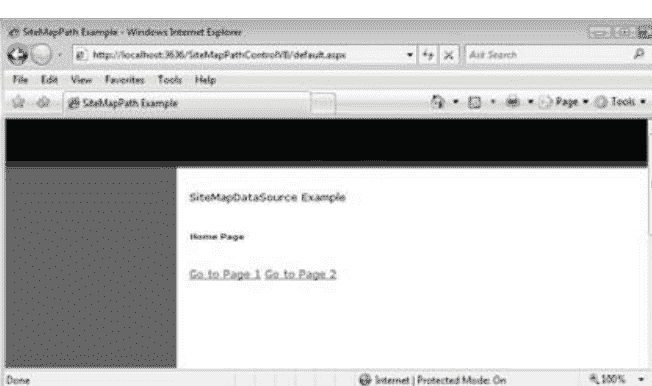 SiteMapPath Example - Windows Internet Explorer
http://localhost:3636/SiteMapPathControlVB/default.aspx
Ask Search
File Edit View Favorites Tools Help
SiteMapPath Example
Page Tools
SiteMapDataSource Example
Home Page
Go to Page 1 Go to Page 2
Done
Internet | Protected Mode: On
100%